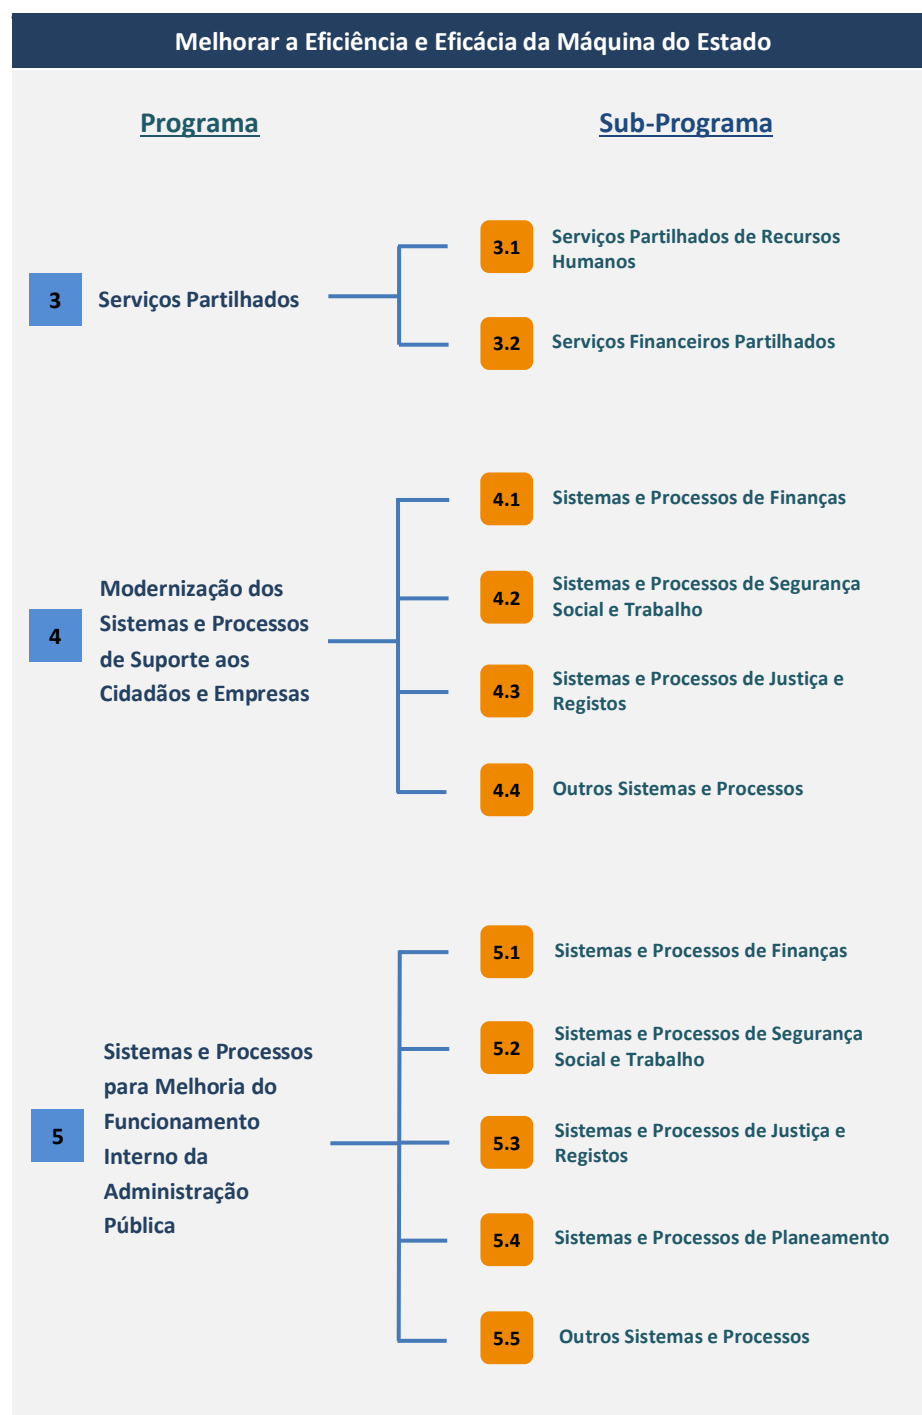 Melhorar a Eficiência e Eficácia da Máquina do Estado
Programa
Sub-Programa
3
Serviços Partilhados
3.1
Serviços Partilhados de Recursos
Humanos
3.2
Serviços Financeiros Partilhados
4
Modernização dos
Sistemas e Processos
de Suporte aos
Cidadãos e Empresas
4.1
Sistemas e Processos de Finanças
4.2
Sistemas e Processos de Segurança
Social e Trabalho
4.3
Sistemas e Processos de Justiça e
Registos
4.4
Outros Sistemas e Processos
5
Sistemas e Processos
para Melhoria do
Funcionamento
Interno da
Administração
Pública
5.1
Sistemas e Processos de Finanças
5.2
Sistemas e Processos de Segurança
Social e Trabalho
5.3
Sistemas e Processos de Justiça e
Registos
5.4
Sistemas e Processos de Planeamento
5.5
Outros Sistemas e Processos